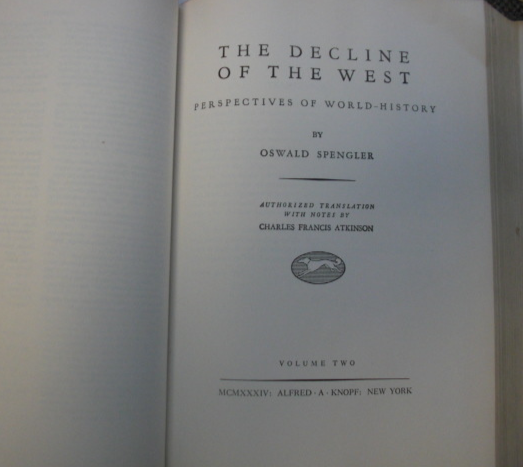 THE DECLINE
OF THE WEST
PERSPECTIVES OF WORLD-HISTORY
BY
OSWALD SPENGLER
AUTHORIZED TRANSLATION
WITH NOTES BY
CHARLES FRANCIS ATKINSON
VOLUME TWO
MCMXXXIV: ALFRED · A · KNOPF: NEW YORK